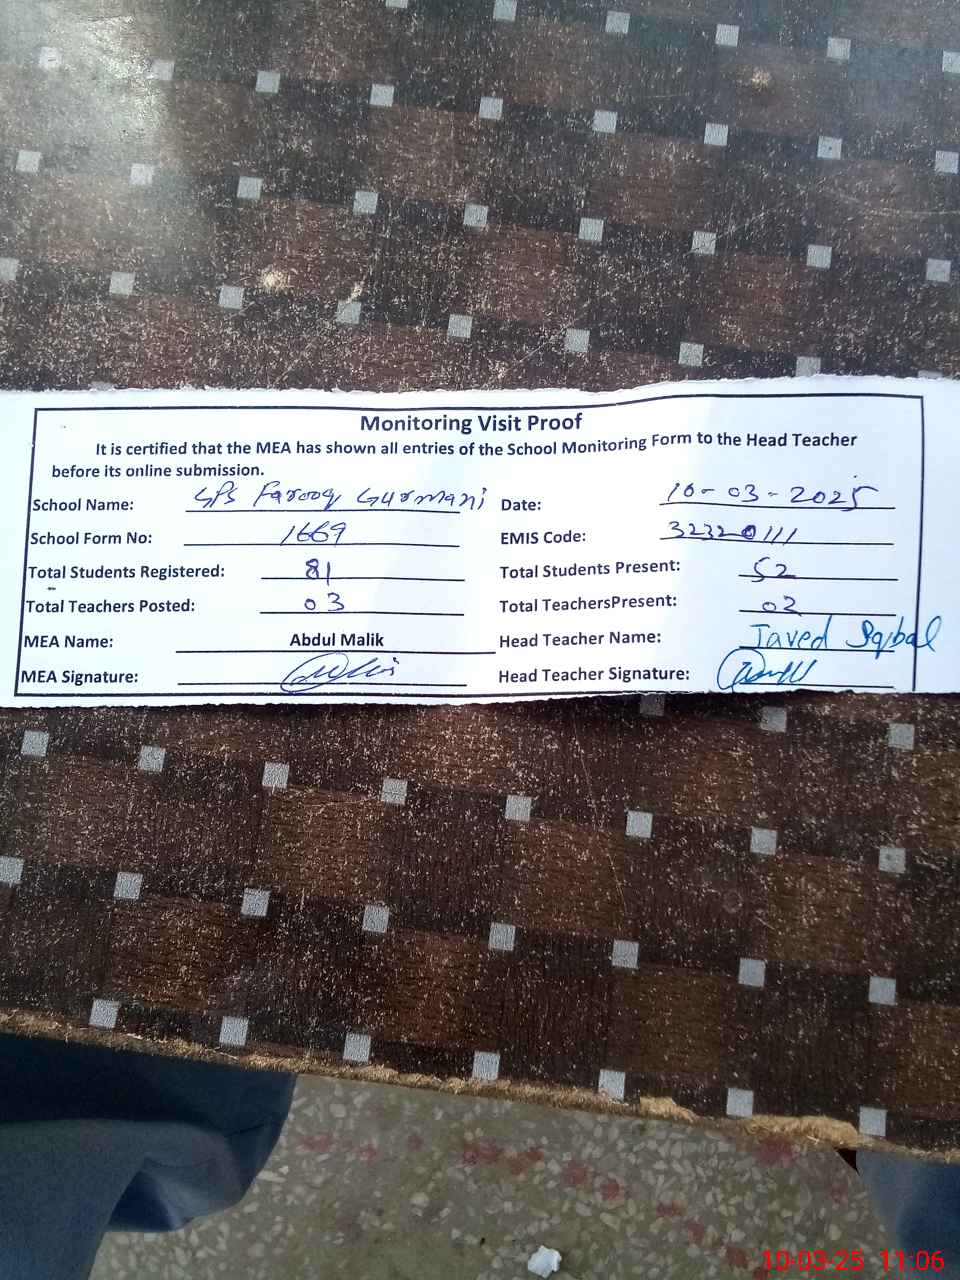 Monitoring Visit Proof
It is certified that the MEA has shown all entries of the School Monitoring Form to the Head Teacher
before its online submission.
School Name: GPS Farooq Gurmani Date: 10-03-2025
School Form No: 1669 EMIS Code: 32320111
Total Students Registered: 81 Total Students Present: 52
Total Teachers Posted: 03 Total TeachersPresent: 02
MEA Name: Abdul Malik Head Teacher Name: Javed Iqbal
MEA Signature: Head Teacher Signature:
10-03-25 11:06